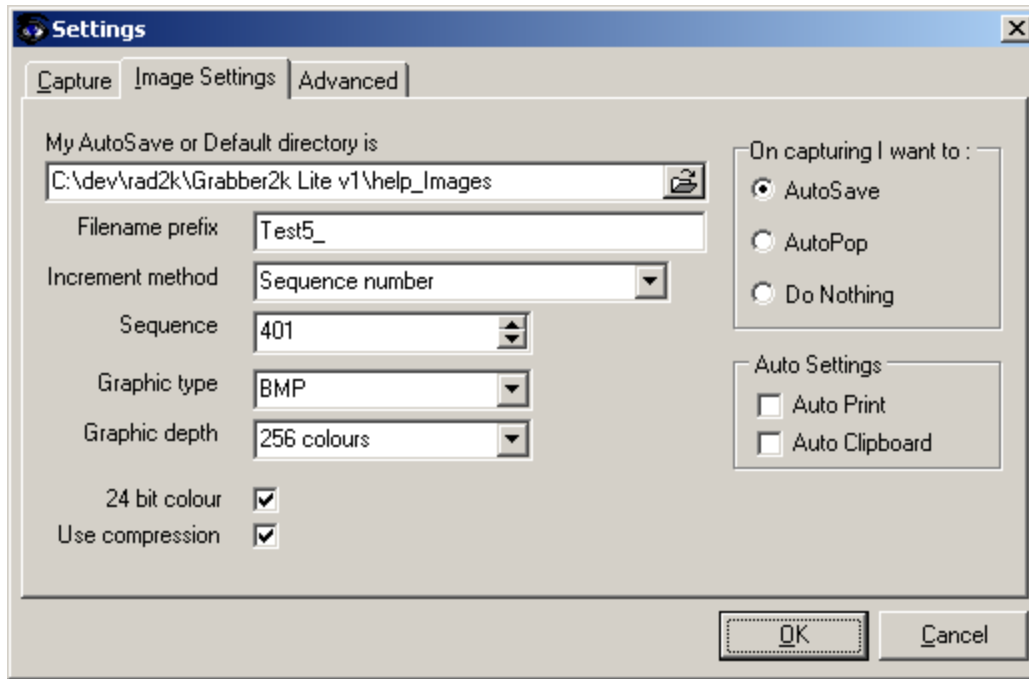 Settings
Capture Image Settings Advanced
My AutoSave or Default directory is
C:\dev\rad2k\Grabber2k Lite v1\help_Images
Filename prefix Test5_
Increment method Sequence number
Sequence 401
Graphic type BMP
Graphic depth 256 colours
24 bit colour
Use compression
On capturing I want to :
AutoSave
AutoPop
Do Nothing
Auto Settings
Auto Print
Auto Clipboard
OK Cancel